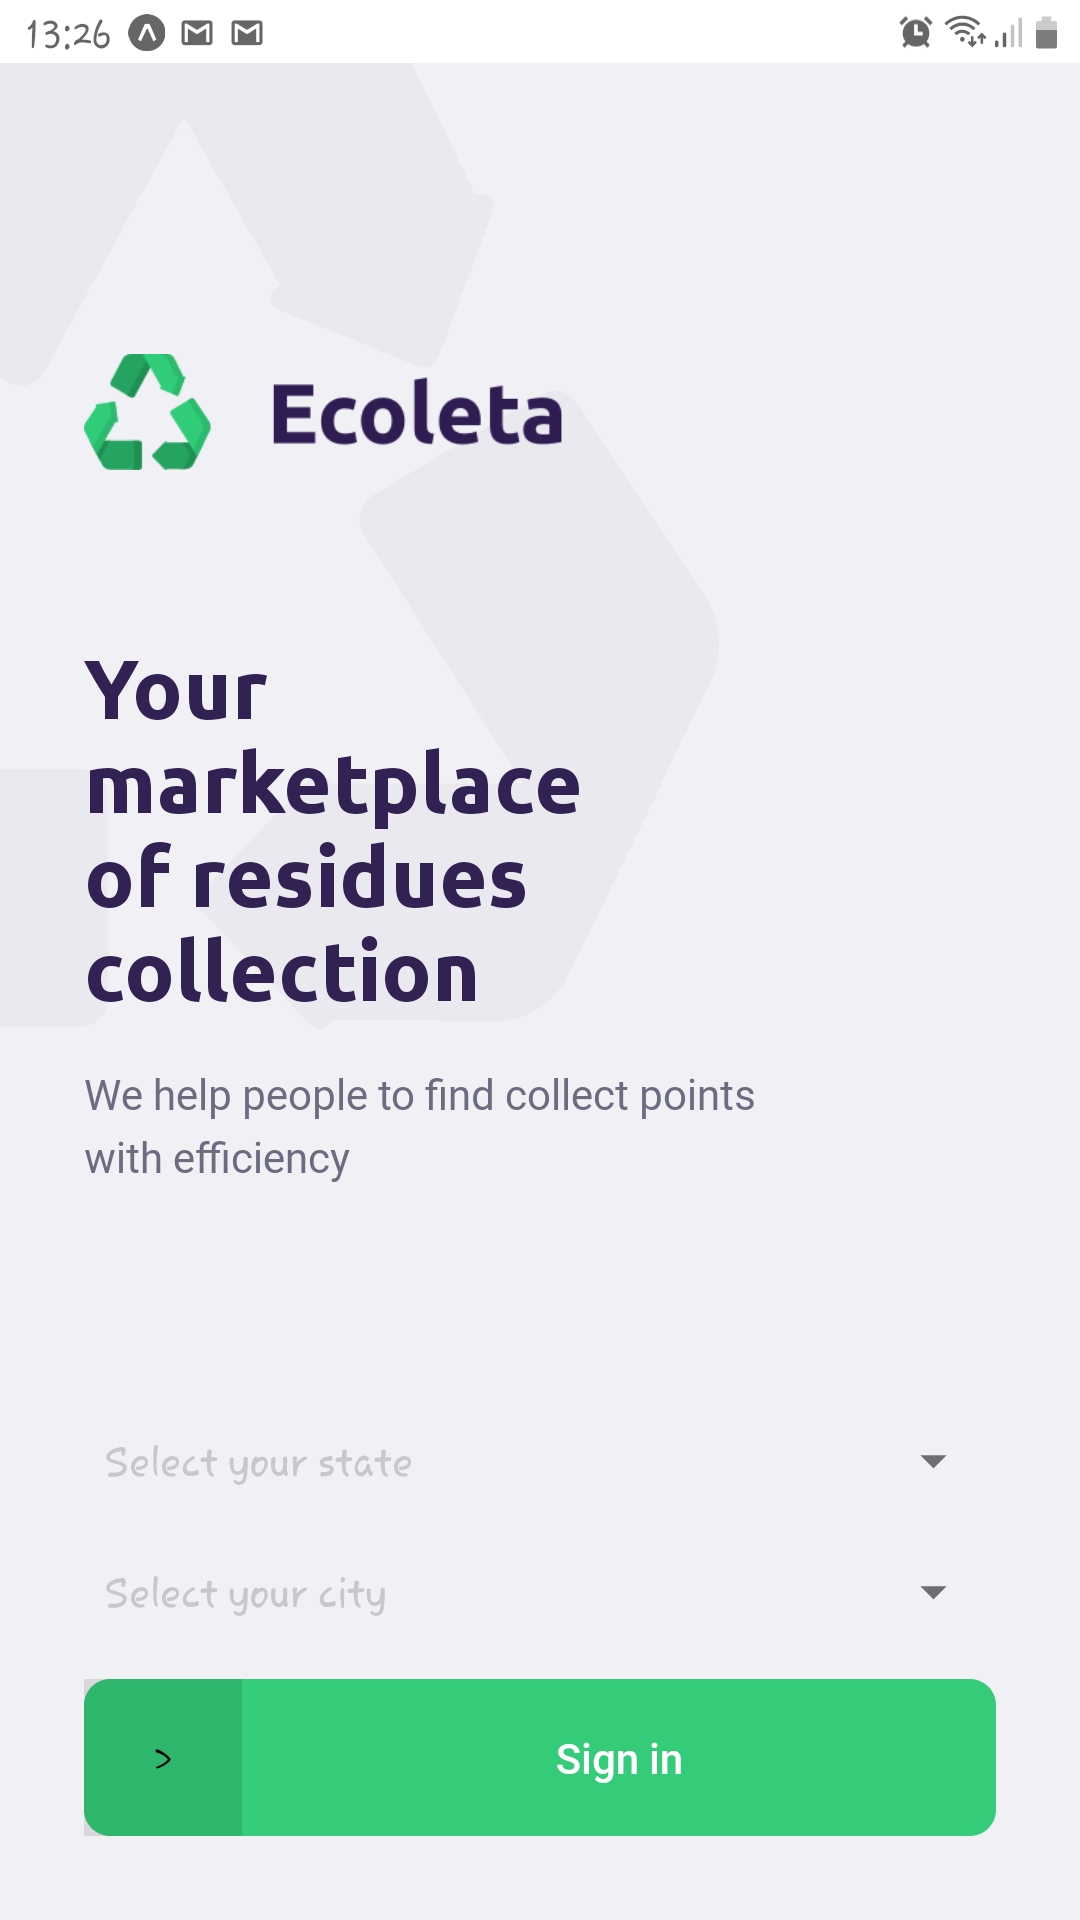 13:26
Ecoleta
Your
marketplace
of residues
collection
We help people to find collect points
with efficiency
Select your state
Select your city
> Sign in